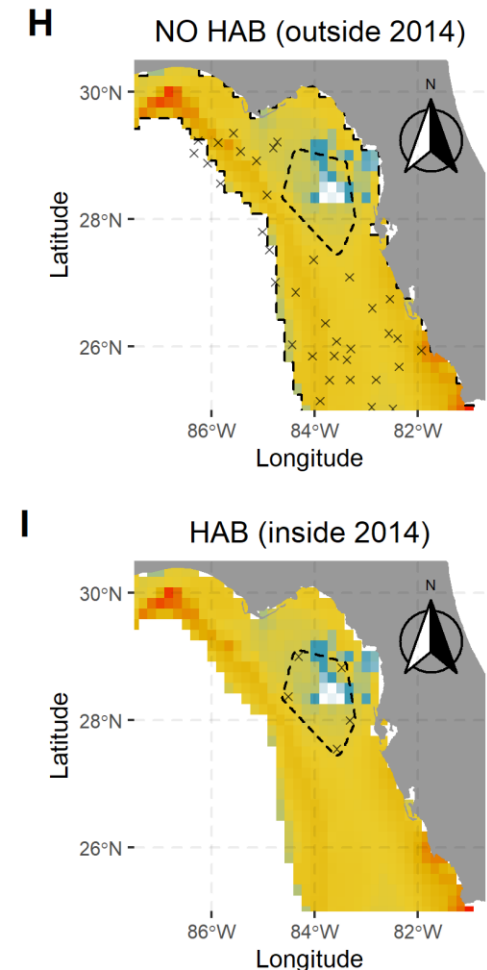 H
NO HAB (outside 2014)
N
30°N
28°N
26°N
Latitude
86°W 84°W 82°W
Longitude
I
HAB (inside 2014)
N
30°N
28°N
26°N
Latitude
86°W 84°W 82°W
Longitude